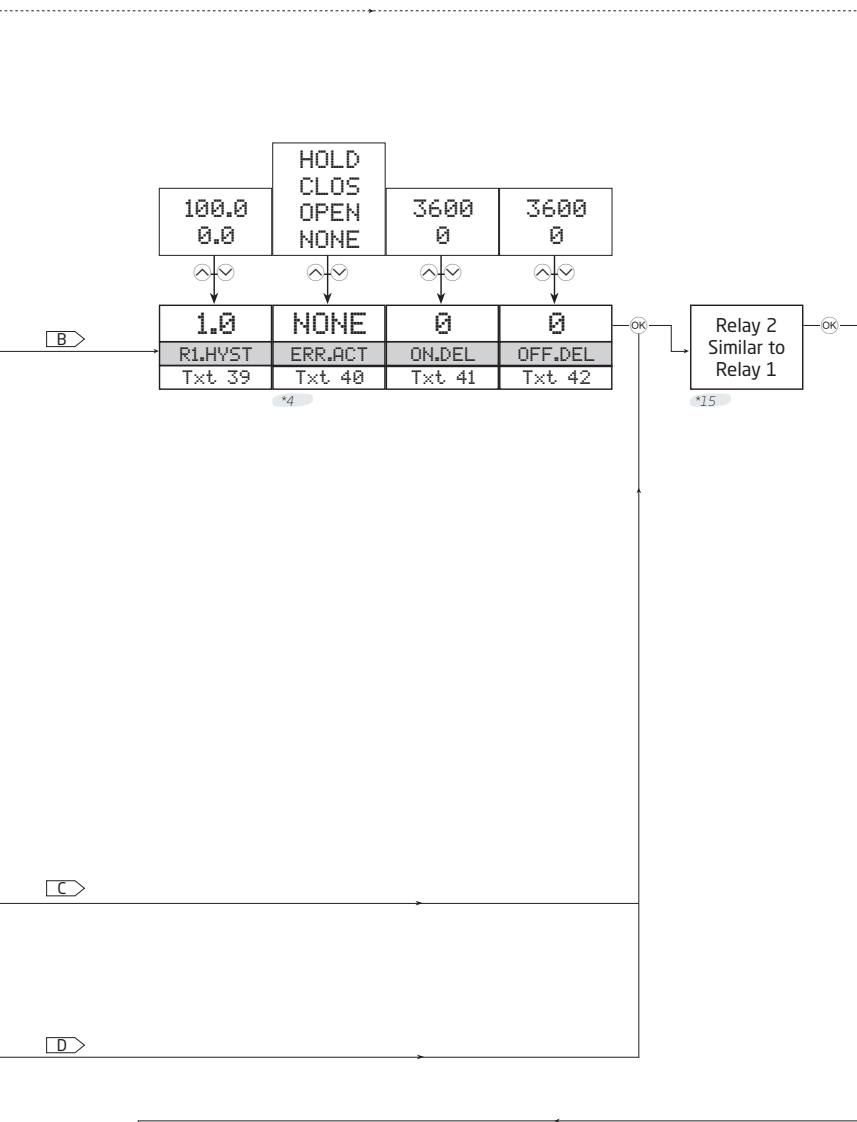 HOLD
CLOS
OPEN
NONE
100.0
0.0
3600
0
3600
0
B
1.0
NONE
0
0
OK
Relay 2
Similar to
Relay 1
OK
R1.HYST
ERR.ACT
ON.DEL
OFF.DEL
Txt 39
Txt 40
Txt 41
Txt 42
*4
*15
C
D